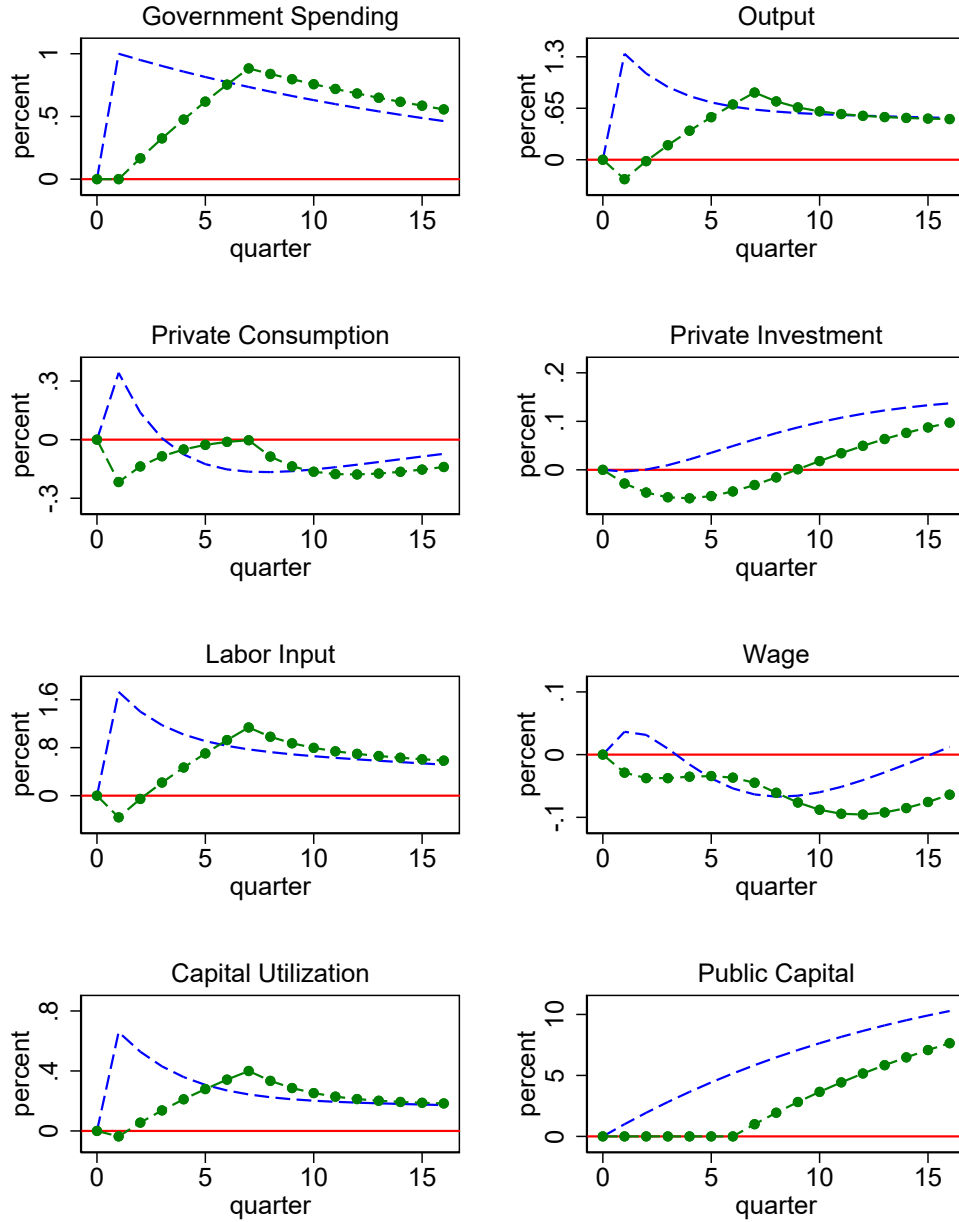 Government Spending
percent
1
.5
0
0 5 10 15
quarter
Output
percent
1.3
.65
0
0 5 10 15
quarter
Private Consumption
percent
.3
0
-.3
0 5 10 15
quarter
Private Investment
percent
.2
.1
0
0 5 10 15
quarter
Labor Input
percent
1.6
.8
0
0 5 10 15
quarter
Wage
percent
.1
0
-.1
0 5 10 15
quarter
Capital Utilization
percent
.8
.4
0
0 5 10 15
quarter
Public Capital
percent
10
5
0
0 5 10 15
quarter